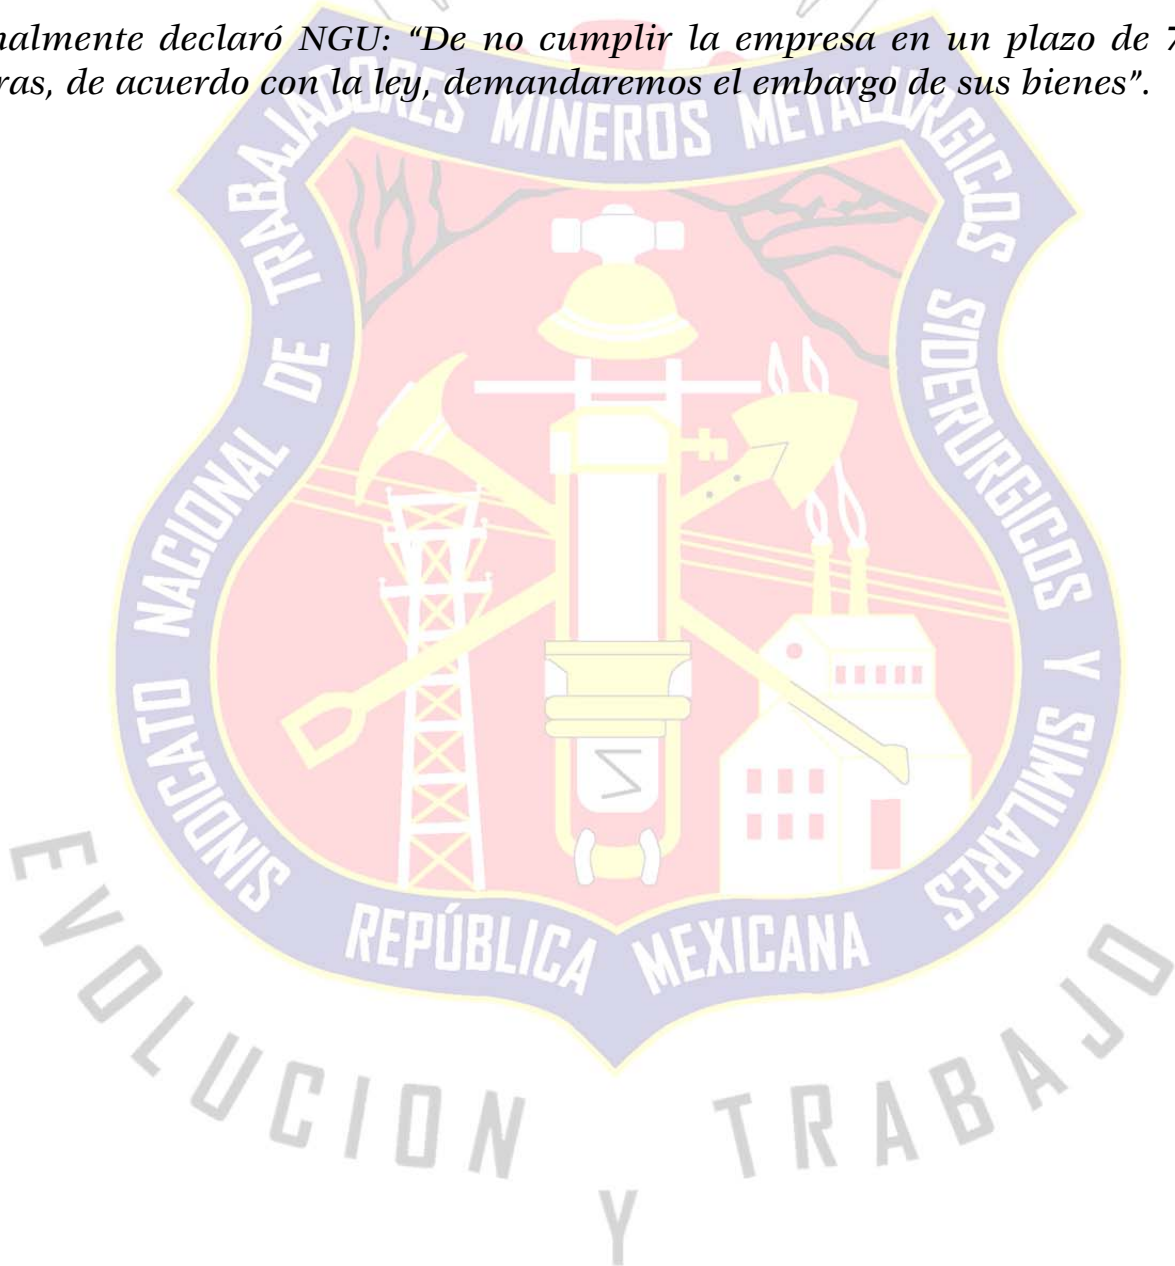 nalmente declaró NGU: “De no cumplir la empresa en un plazo de 7
ras, de acuerdo con la ley, demandaremos el embargo de sus bienes”.
SINDICATO NACIONAL DE TRABAJADORES MINEROS METALURGICOS SIDERURGICOS Y SIMILARES
REPÚBLICA MEXICANA
EVOLUCION Y TRABAJO